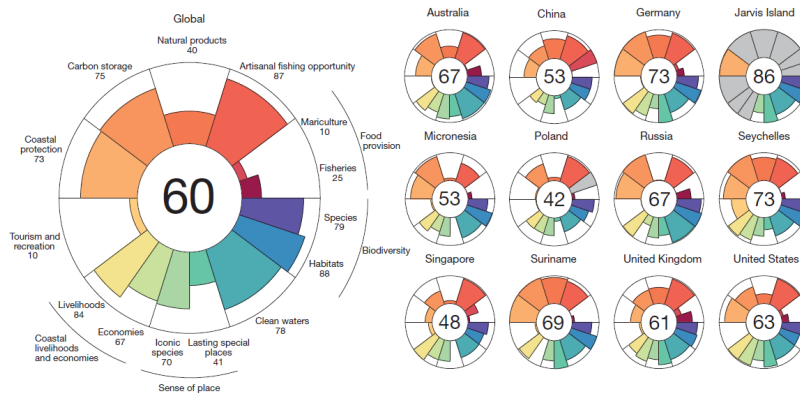 Global
Natural products
40
Carbon storage
75
Artisanal fishing opportunity
87
Mariculture
10
Food
provision
Coastal
protection
73
Fisheries
25
60
Species
79
Biodiversity
Tourism and
recreation
10
Habitats
88
Livelihoods
84
Clean waters
78
Economies
67
Coastal
livelihoods
and economies
Iconic
species
70
Lasting special
places
41
Sense of place
Australia
67
China
53
Germany
73
Jarvis Island
86
Micronesia
53
Poland
42
Russia
67
Seychelles
73
Singapore
48
Suriname
69
United Kingdom
61
United States
63